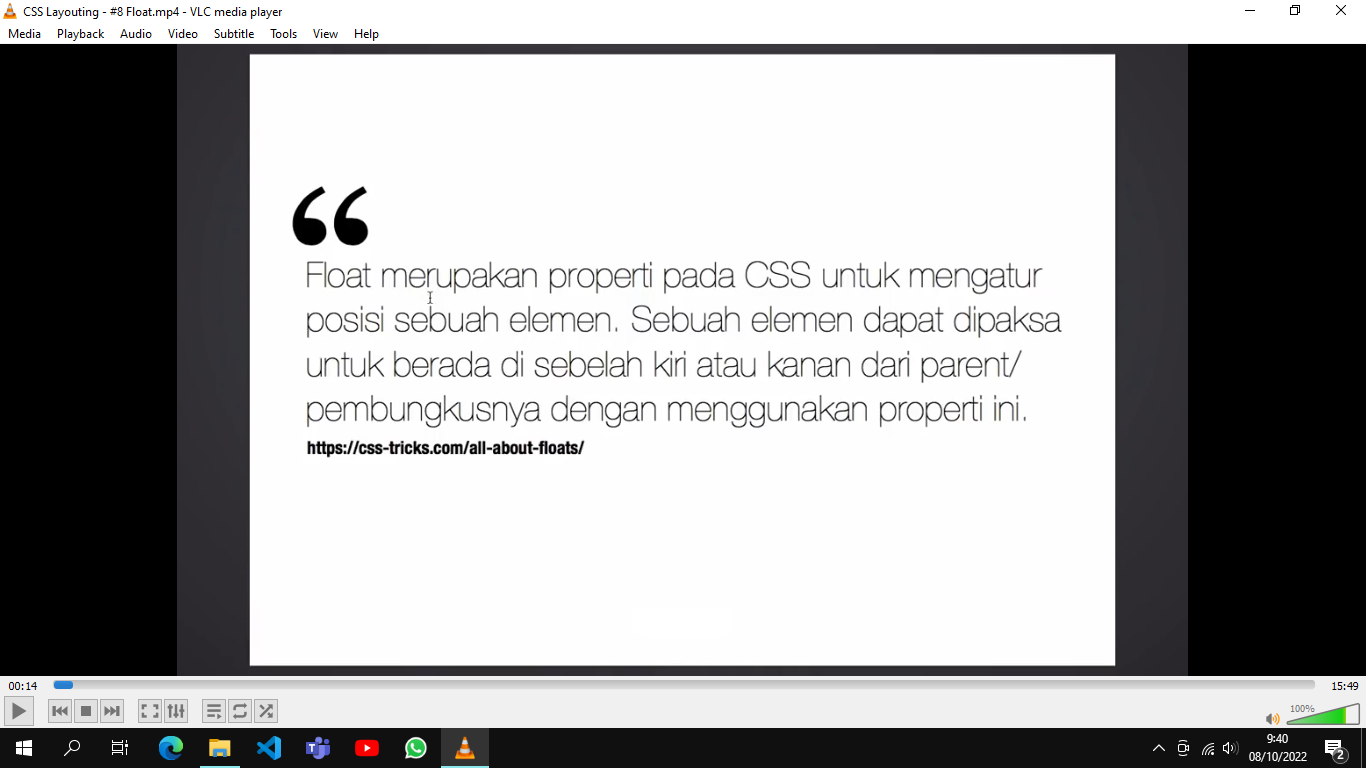 CSS Layouting - #8 Float.mp4 - VLC media player
Media Playback Audio Video Subtitle Tools View Help
“
Float merupakan properti pada CSS untuk mengatur
posisi sebuah elemen. Sebuah elemen dapat dipaksa
untuk berada di sebelah kiri atau kanan dari parent/
pembungkusnya dengan menggunakan properti ini.
https://css-tricks.com/all-about-floats/
00:14 15:49
100%
9:40
08/10/2022
2